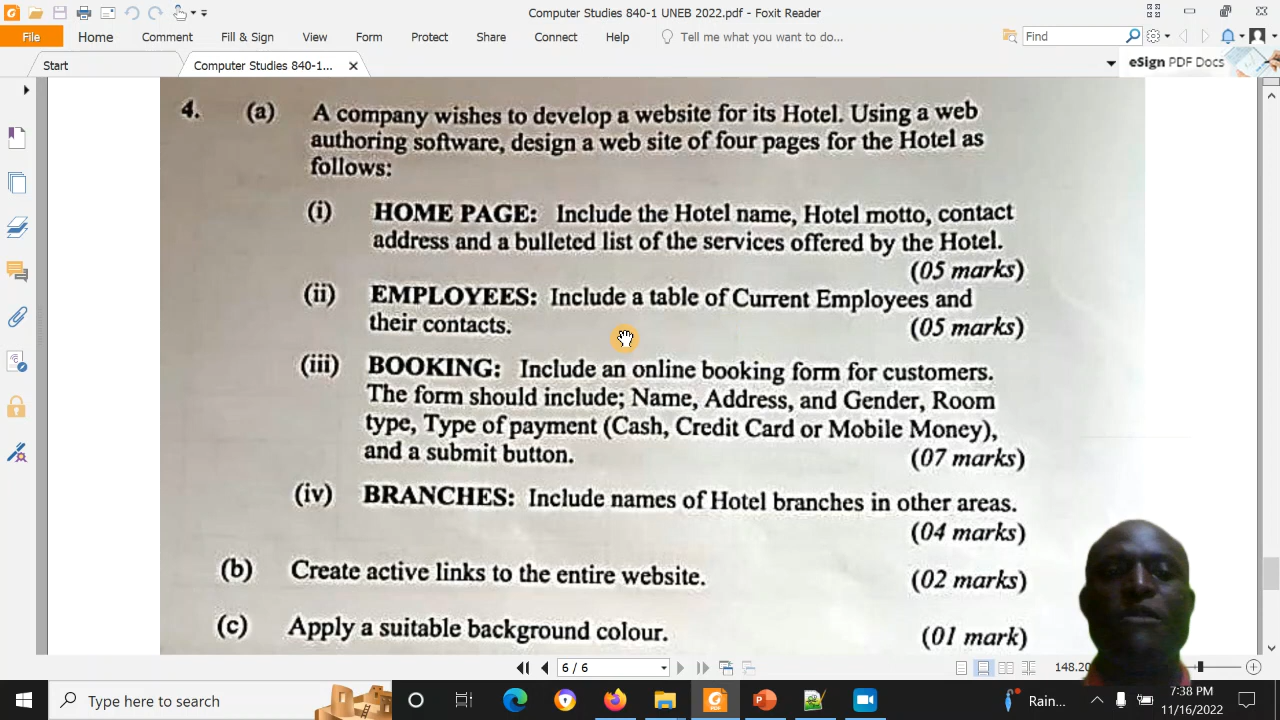 Computer Studies 840-1 UNEB 2022.pdf - Foxit Reader
File Home Comment Fill & Sign View Form Protect Share Connect Help Tell me what you want to do... Find
Start Computer Studies 840-1... eSign PDF Docs
4. (a) A company wishes to develop a website for its Hotel. Using a web
authoring software, design a web site of four pages for the Hotel as
follows:
(i) HOME PAGE: Include the Hotel name, Hotel motto, contact
address and a bulleted list of the services offered by the Hotel.
(05 marks)
(ii) EMPLOYEES: Include a table of Current Employees and
their contacts. (05 marks)
(iii) BOOKING: Include an online booking form for customers.
The form should include; Name, Address, and Gender, Room
type, Type of payment (Cash, Credit Card or Mobile Money),
and a submit button. (07 marks)
(iv) BRANCHES: Include names of Hotel branches in other areas.
(04 marks)
(b) Create active links to the entire website. (02 marks)
(c) Apply a suitable background colour. (01 mark)
6 / 6 148.20
Type here to search Rain... 7:38 PM
11/16/2022